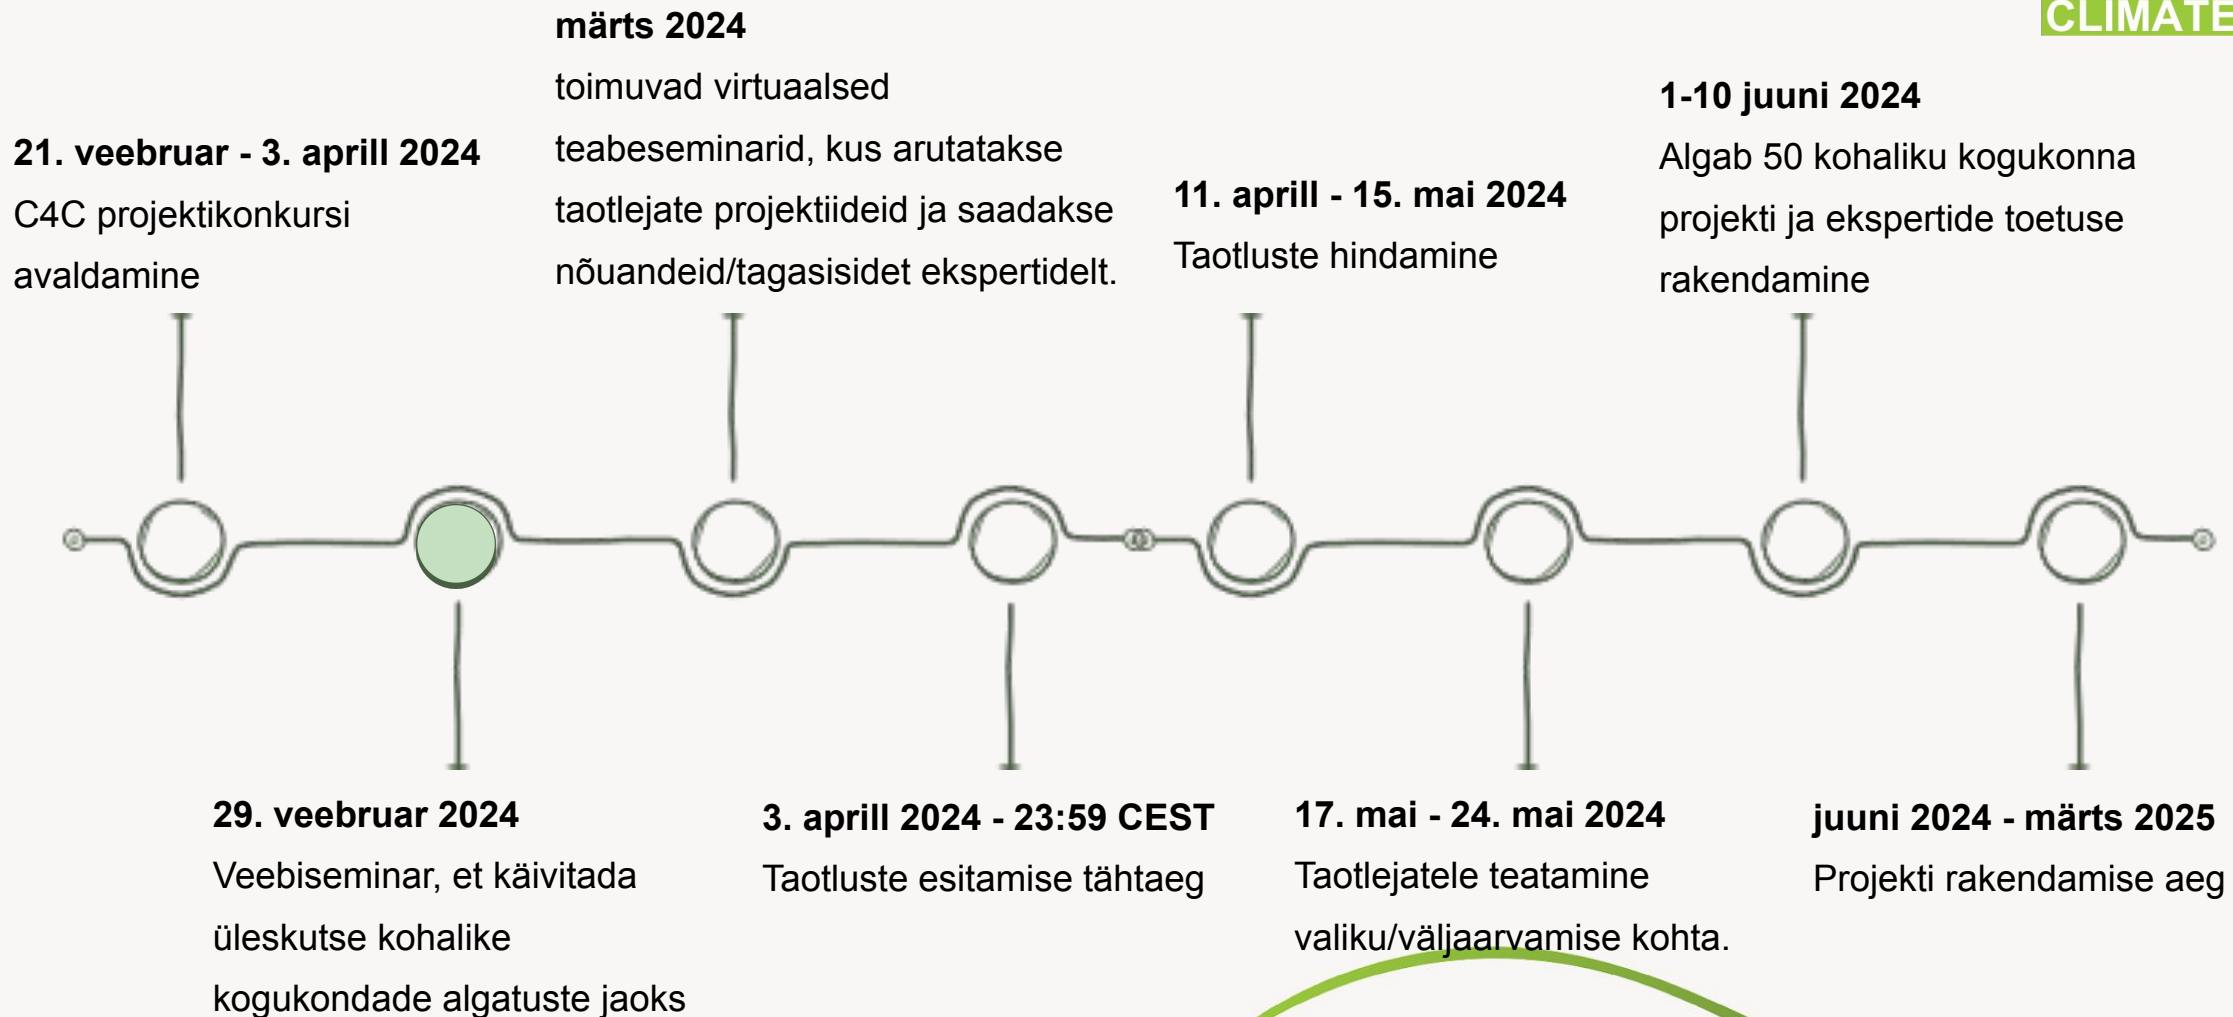 CLIMATE
21. veebruar - 3. aprill 2024
C4C projektikonkursi
avaldamine
29. veebruar 2024
Veebiseminar, et käivitada
üleskutse kohalike
kogukondade algatuste jaoks
märts 2024
toimuvad virtuaalsed
teabeseminarid, kus arutatakse
taotlejate projektiideid ja saadakse
nõuandeid/tagasisidet ekspertidelt.
3. aprill 2024 - 23:59 CEST
Taotluste esitamise tähtaeg
11. aprill - 15. mai 2024
Taotluste hindamine
17. mai - 24. mai 2024
Taotlejatele teatamine
valiku/väljaarvamise kohta.
1-10 juuni 2024
Algab 50 kohaliku kogukonna
projekti ja ekspertide toetuse
rakendamine
juuni 2024 - märts 2025
Projekti rakendamise aeg